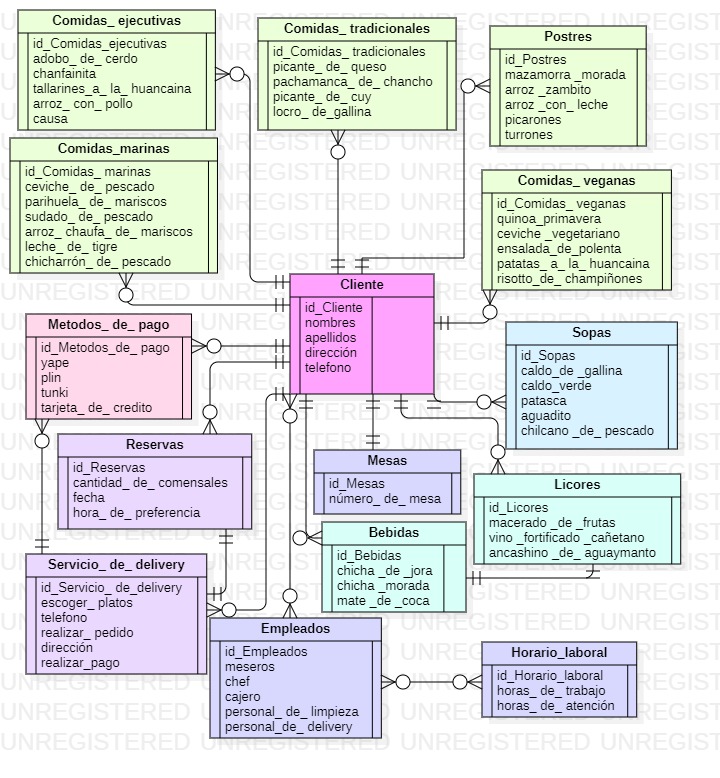 Comidas_ ejecutivas
id_Comidas_ejecutivas
adobo_ de_ cerdo
chanfainita
tallarines_a_ la_ huancaina
arroz_ con_ pollo
causa
Comidas_ tradicionales
id_Comidas_ tradicionales
picante_ de_ queso
pachamanca_ de_ chancho
picante_ de_ cuy
locro_ de_gallina
Postres
id_Postres
mazamorra _morada
arroz _zambito
arroz _con_ leche
picarones
turrones
Comidas_marinas
id_Comidas_ marinas
ceviche_ de_ pescado
parihuela_ de_ mariscos
sudado_ de_ pescado
arroz_ chaufa_ de_ mariscos
leche_ de_ tigre
chicharrón_ de_ pescado
Comidas_ veganas
id_Comidas_ veganas
quinoa_primavera
ceviche _vegetariano
ensalada_de_polenta
patatas_ a_ la_ huancaina
risotto_de_ champiñones
Cliente
id_Cliente
nombres
apellidos
dirección
telefono
Metodos_ de_ pago
id_Metodos_de_ pago
yape
plin
tunki
tarjeta_ de_ credito
Sopas
id_Sopas
caldo_de _gallina
caldo_verde
patasca
aguadito
chilcano _de_ pescado
Reservas
id_Reservas
cantidad_ de_ comensales
fecha
hora_ de_ preferencia
Mesas
id_Mesas
número_ de_ mesa
Licores
id_Licores
macerado _de _frutas
vino _fortificado _cañetano
ancashino _de_ aguaymanto
Bebidas
id_Bebidas
chicha _de _jora
chicha _morada
mate _de _coca
Servicio_ de_ delivery
id_Servicio_ de_delivery
escoger_ platos
telefono
realizar_ pedido
dirección
realizar_pago
Empleados
id_Empleados
meseros
chef
cajero
personal_ de_ limpieza
personal_de_ delivery
Horario_laboral
id_Horario_laboral
horas_ de_ trabajo
horas_ de_ atención
UNREGISTERED